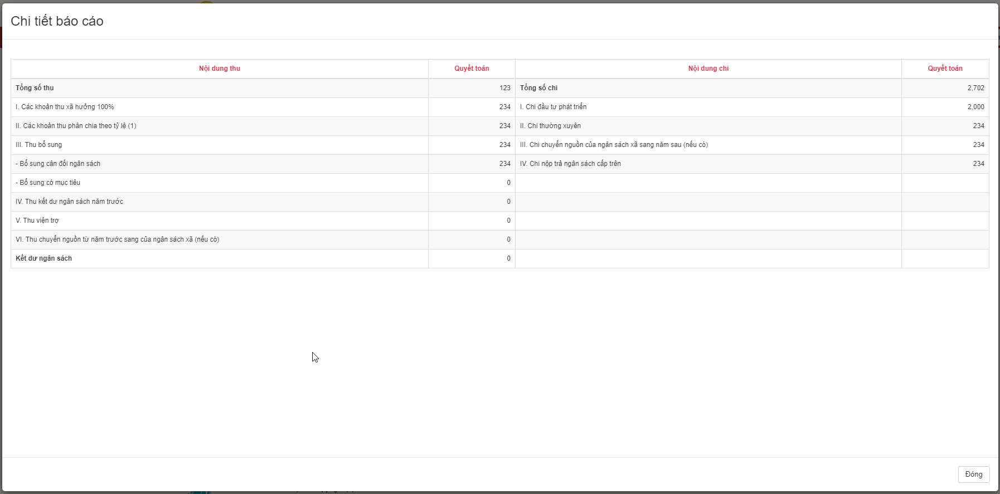 Chi tiết báo cáo
Nội dung thu Quyết toán Nội dung chi Quyết toán
Tổng số thu 123 Tổng số chi 2,702
I. Các khoản thu xã hưởng 100% 234 I. Chi đầu tư phát triển 2,000
II. Các khoản thu phân chia theo tỷ lệ (1) 234 II. Chi thường xuyên 234
III. Thu bổ sung 234 III. Chi chuyển nguồn của ngân sách xã sang năm sau (nếu có) 234
- Bổ sung cân đối ngân sách 234 IV. Chi nộp trả ngân sách cấp trên 234
- Bổ sung có mục tiêu 0
IV. Thu kết dư ngân sách năm trước 0
V. Thu viện trợ 0
VI. Thu chuyển nguồn từ năm trước sang của ngân sách xã (nếu có) 0
Kết dư ngân sách 0
Đóng